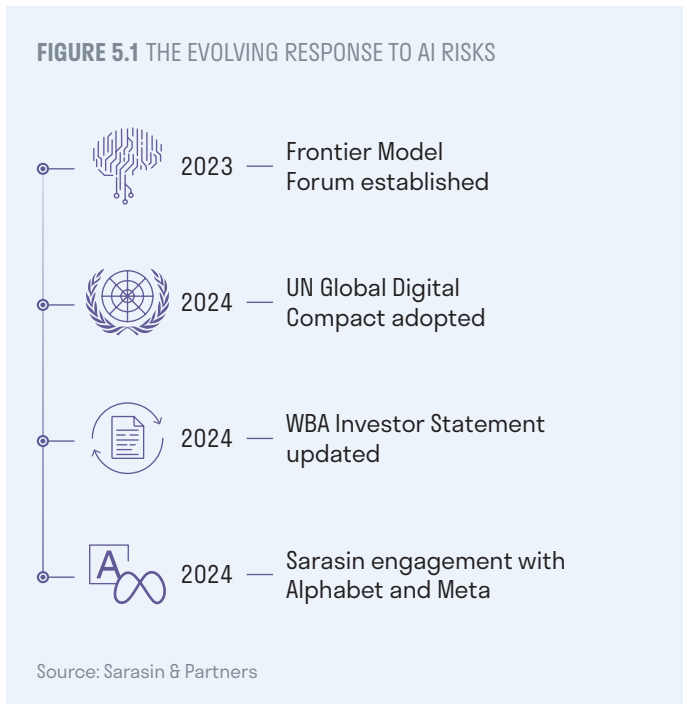 FIGURE 5.1 THE EVOLVING RESPONSE TO AI RISKS
2023
Frontier Model
Forum established
2024
UN Global Digital
Compact adopted
2024
WBA Investor Statement
updated
A
2024
Sarasin engagement with
Alphabet and Meta
Source: Sarasin & Partners